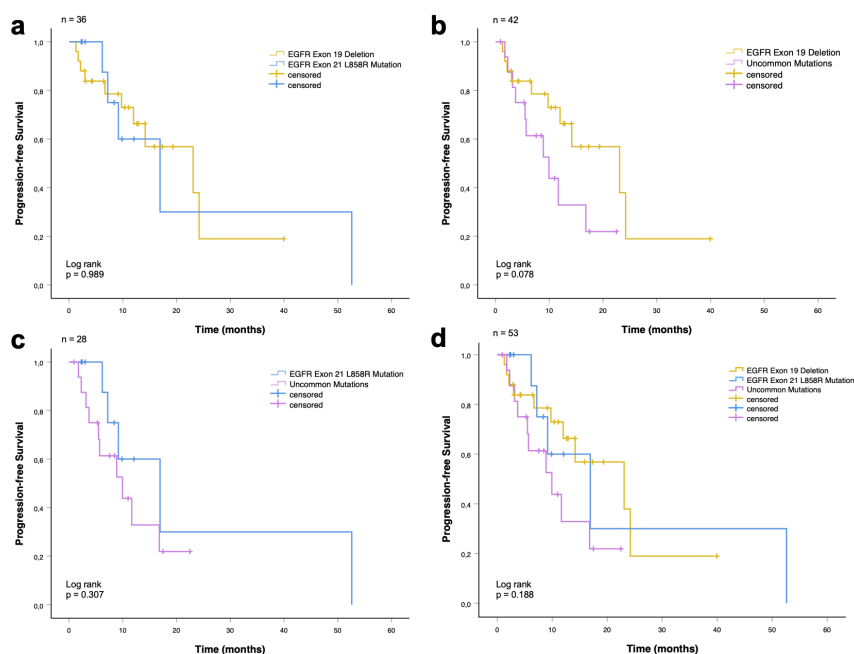 a
n = 36
1,0
0,8
0,6
0,4
0,2
0,0
Progression-free Survival
EGFR Exon 19 Deletion
EGFR Exon 21 L858R Mutation
censored
censored
Log rank
p = 0.989
0 10 20 30 40 50 60
Time (months)
b
n = 42
1,0
0,8
0,6
0,4
0,2
0,0
Progression-free Survival
EGFR Exon 19 Deletion
Uncommon Mutations
censored
censored
Log rank
p = 0.078
0 10 20 30 40 50 60
Time (months)
c
n = 28
1,0
0,8
0,6
0,4
0,2
0,0
Progression-free Survival
EGFR Exon 21 L858R Mutation
Uncommon Mutations
censored
censored
Log rank
p = 0.307
0 10 20 30 40 50 60
Time (months)
d
n = 53
1,0
0,8
0,6
0,4
0,2
0,0
Progression-free Survival
EGFR Exon 19 Deletion
EGFR Exon 21 L858R Mutation
Uncommon Mutations
censored
censored
censored
Log rank
p = 0.188
0 10 20 30 40 50 60
Time (months)